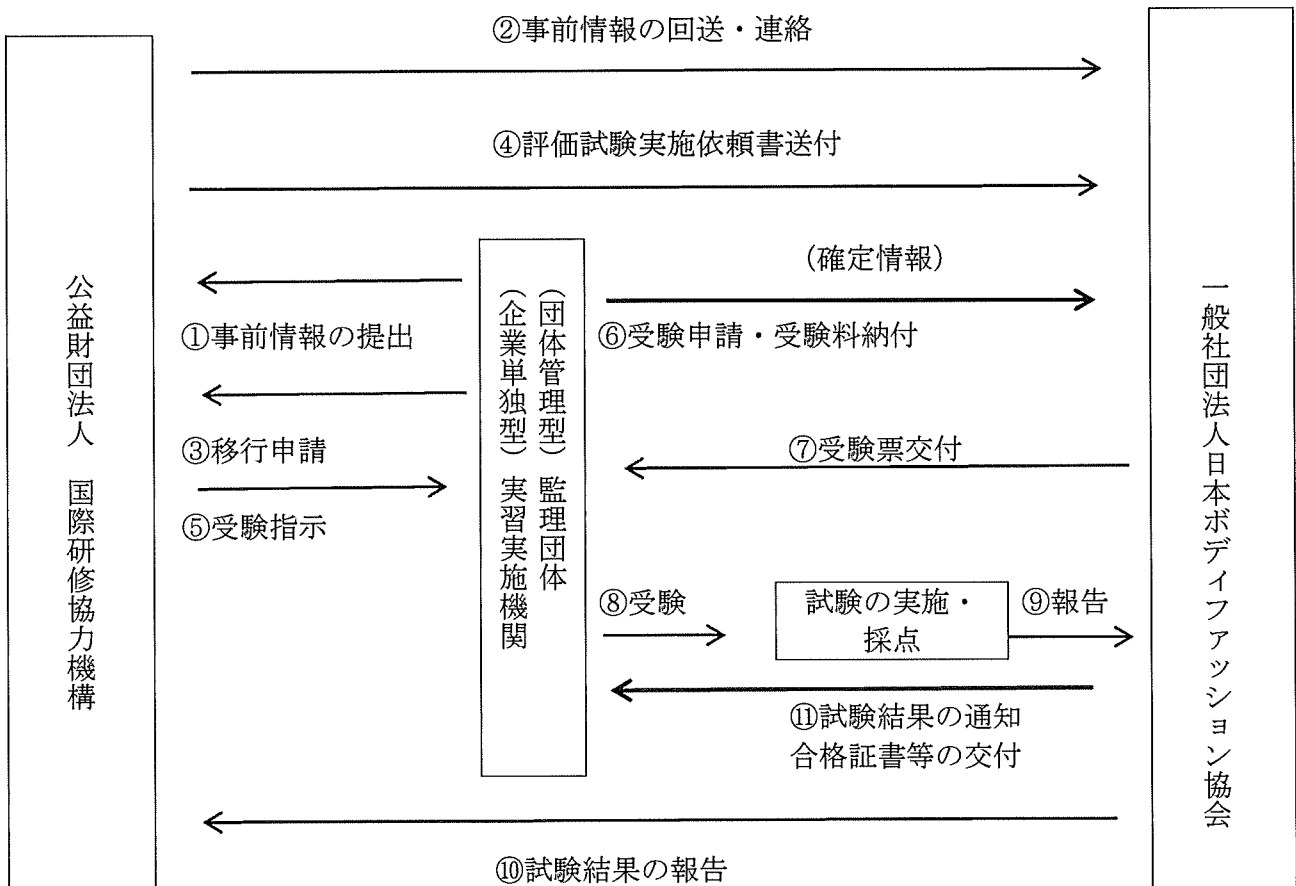 ②事前情報の回送・連絡
④評価試験実施依頼書送付
公益財団法人　国際研修協力機構
(団体管理型)監理団体
(企業単独型)実習実施機関
一般社団法人日本ボディファッション協会
(確定情報)
①事前情報の提出
⑥受験申請・受験料納付
③移行申請
⑦受験票交付
⑤受験指示
⑧受験
試験の実施・
採点
⑨報告
⑪試験結果の通知
合格証書等の交付
⑩試験結果の報告